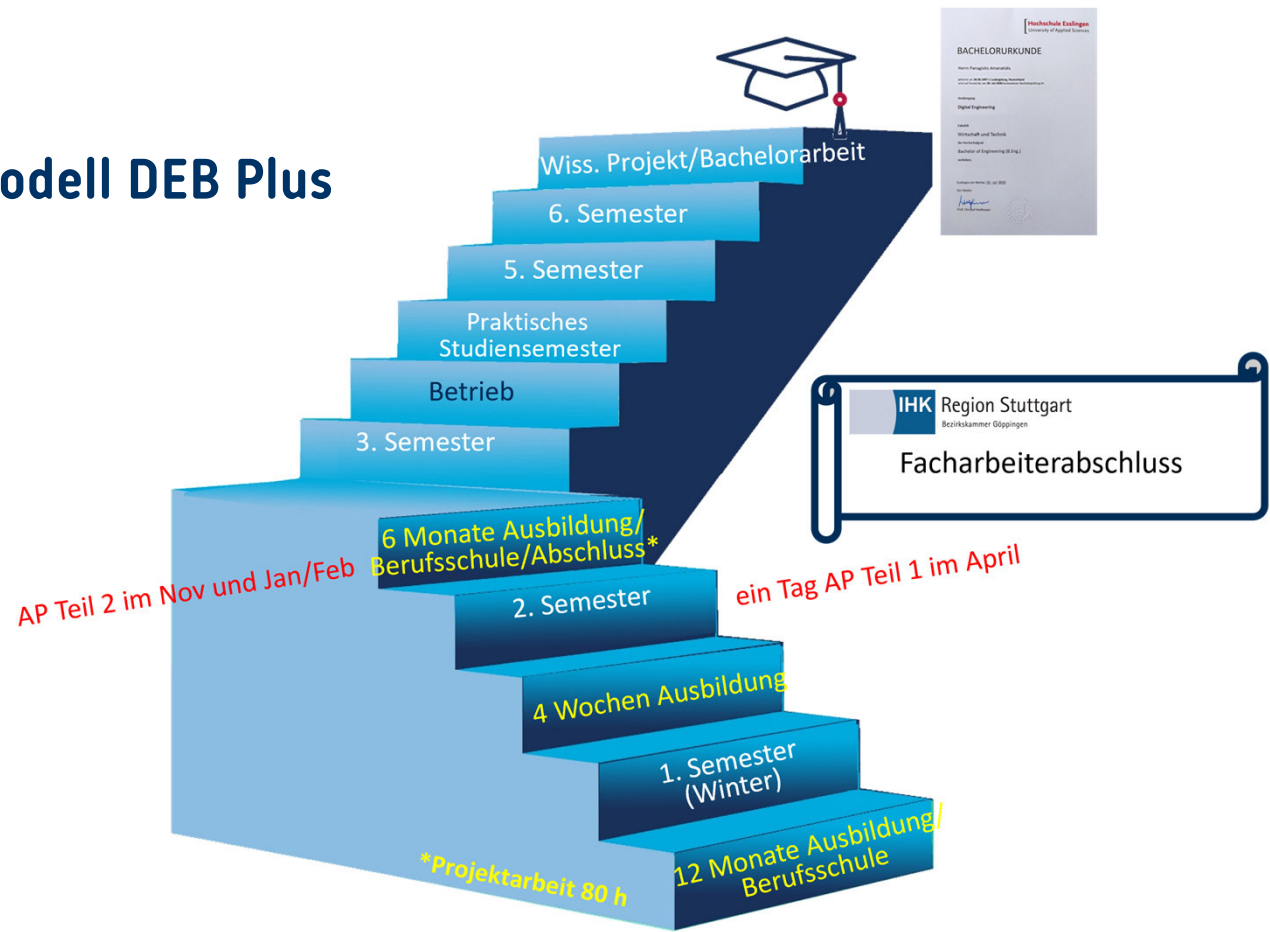 odell DEB Plus
Hochschule Esslingen
University of Applied Sciences
BACHELORURKUNDE
Digital Engineering
Wirtschaft und Technik
Bachelor of Engineering (B.Eng.)
Wiss. Projekt/Bachelorarbeit
6. Semester
5. Semester
Praktisches
Studiensemester
Betrieb
3. Semester
IHK Region Stuttgart
Bezirkskammer Göppingen
Facharbeiterabschluss
6 Monate Ausbildung/
Berufsschule/Abschluss*
AP Teil 2 im Nov und Jan/Feb
2. Semester
ein Tag AP Teil 1 im April
4 Wochen Ausbildung
1. Semester
(Winter)
12 Monate Ausbildung/
Berufsschule
*Projektarbeit 80 h